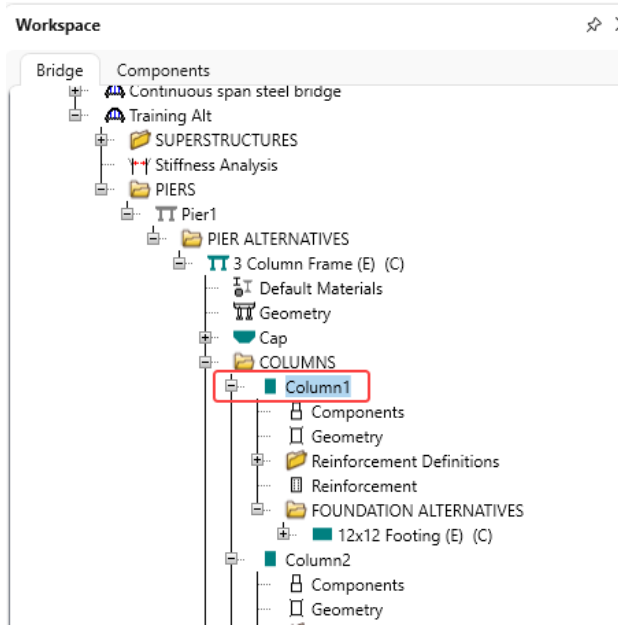 Workspace
Bridge Components
Continuous span steel bridge
Training Alt
SUPERSTRUCTURES
Stiffness Analysis
PIERS
Pier1
PIER ALTERNATIVES
3 Column Frame (E) (C)
Default Materials
Geometry
Cap
COLUMNS
Column1
Components
Geometry
Reinforcement Definitions
Reinforcement
FOUNDATION ALTERNATIVES
12x12 Footing (E) (C)
Column2
Components
Geometry